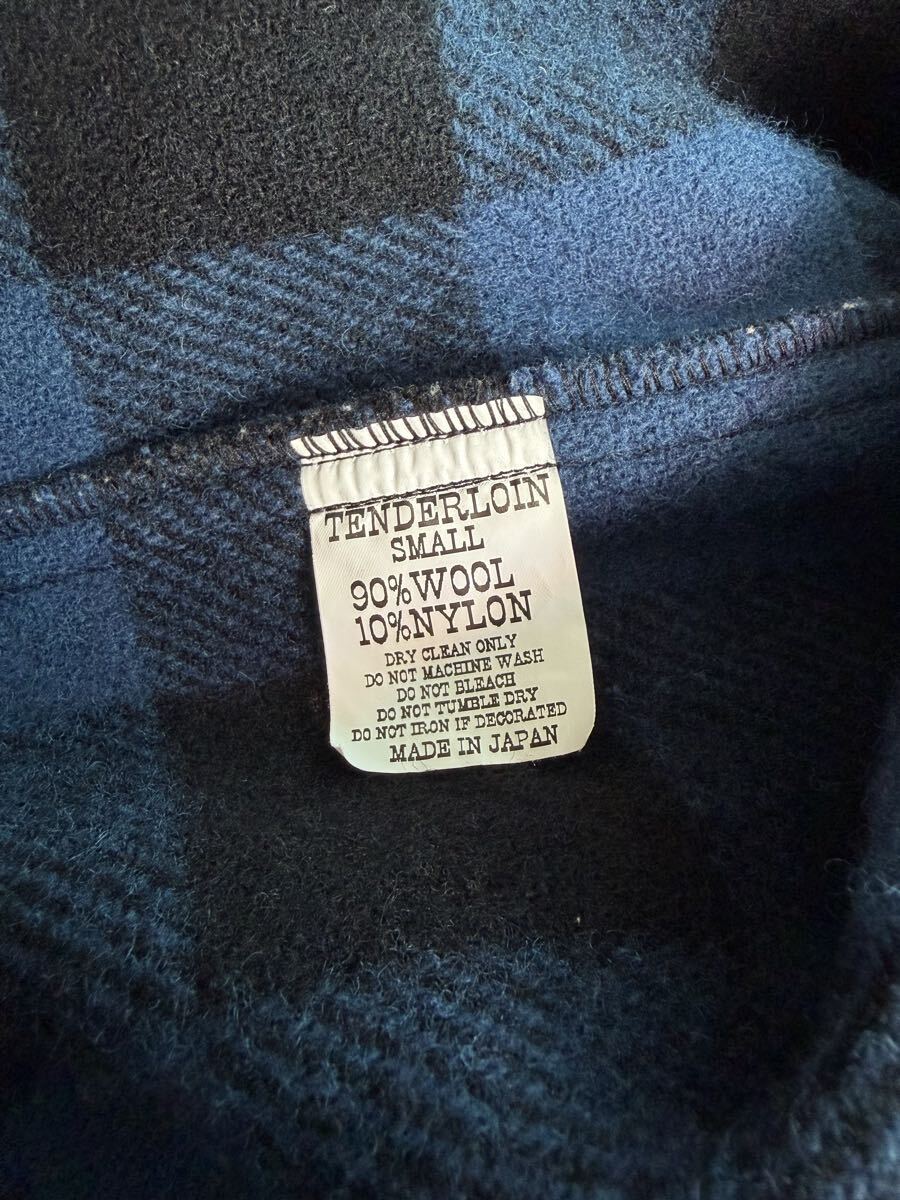 TENDERLOIN
SMALL
90%WOOL
10%NYLON
DRY CLEAN ONLY
DO NOT MACHINE WASH
DO NOT BLEACH
DO NOT TUMBLE DRY
DO NOT IRON IF DECORATED
MADE IN JAPAN